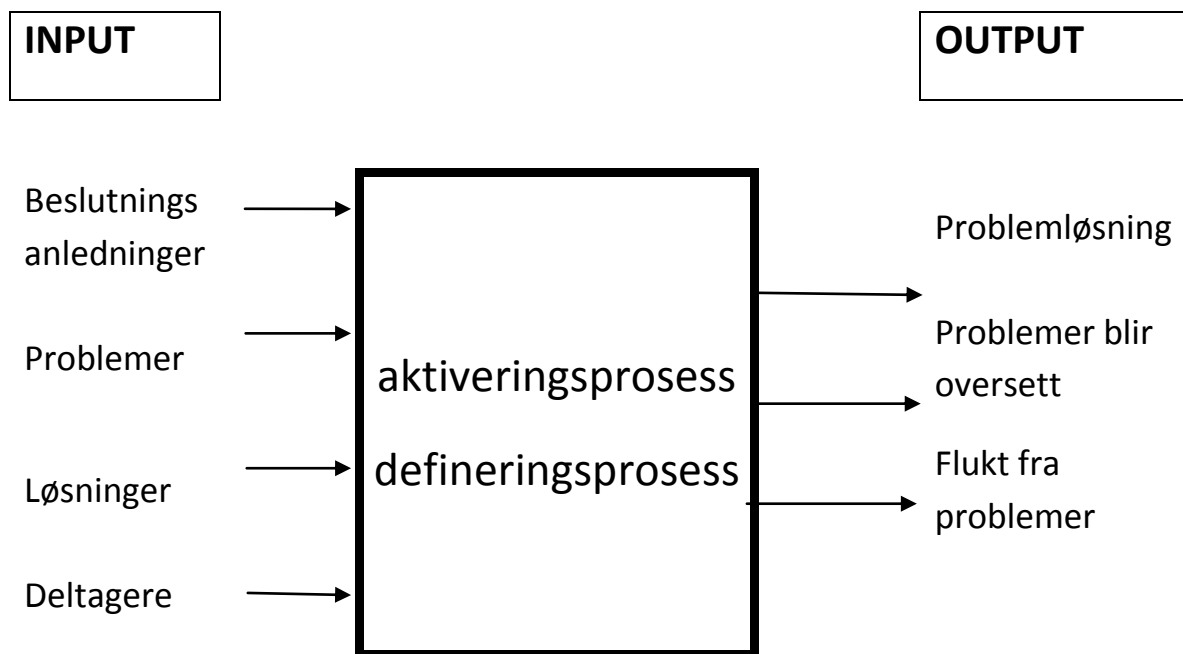 INPUT
OUTPUT
Beslutnings
anledninger
Problemer
Løsninger
Deltagere
aktiveringsprosess
defineringsprosess
Problemløsning
Problemer blir
oversett
Flukt fra
problemer